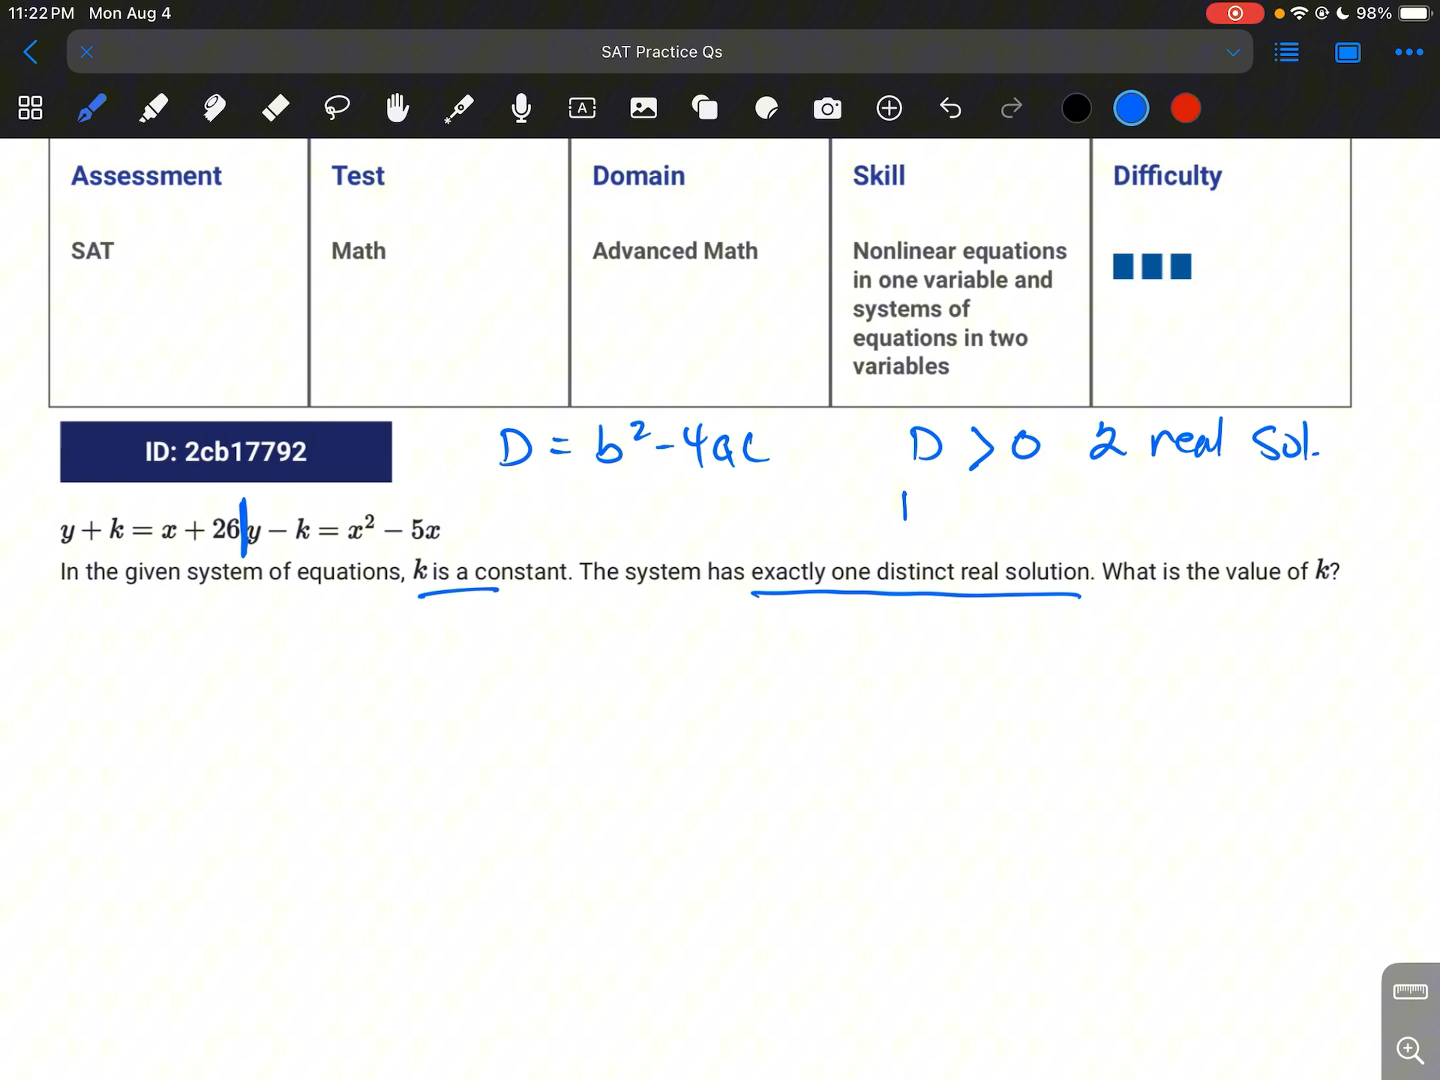 11:22 PM Mon Aug 4 98%
SAT Practice Qs
Assessment Test Domain Skill Difficulty
SAT Math Advanced Math Nonlinear equations
in one variable and
systems of
equations in two
variables
ID: 2cb17792 D = b² - 4ac D > 0 2 real sol.
y + k = x + 26 y − k = x² − 5x
In the given system of equations, k is a constant. The system has exactly one distinct real solution. What is the value of k?